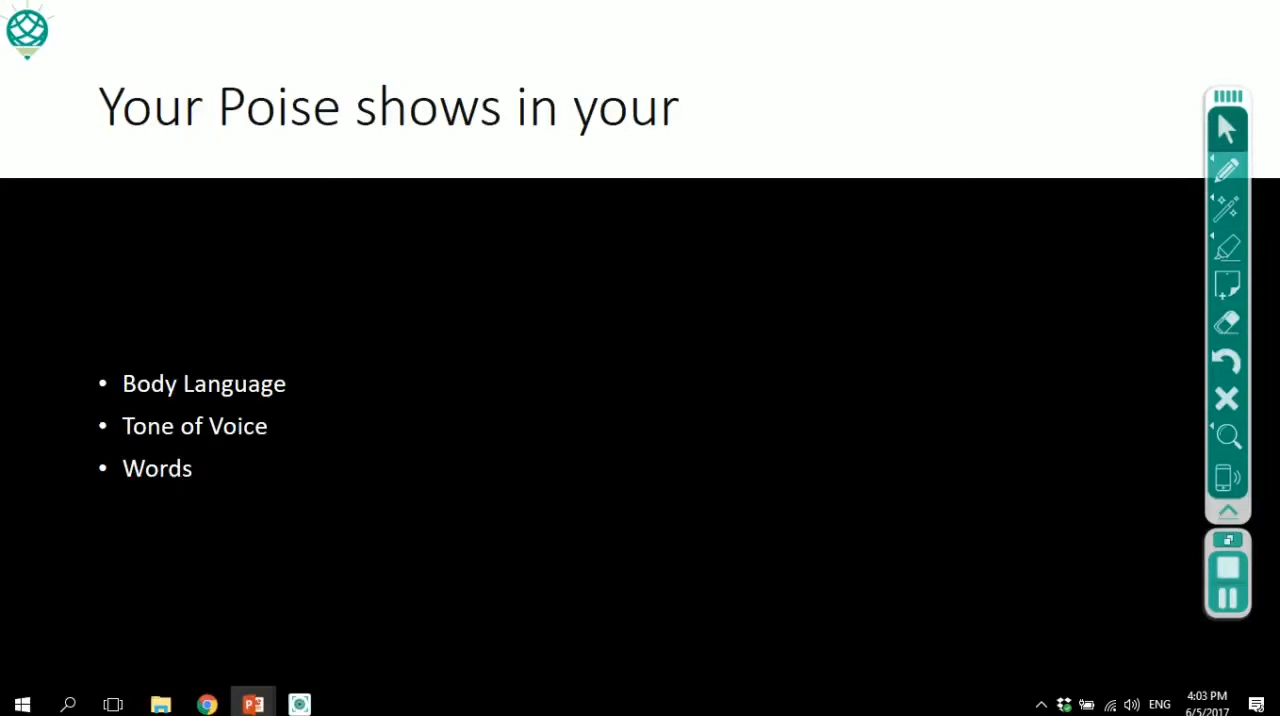 Your Poise shows in your
• Body Language
• Tone of Voice
• Words
ENG
4:03 PM
6/5/2017